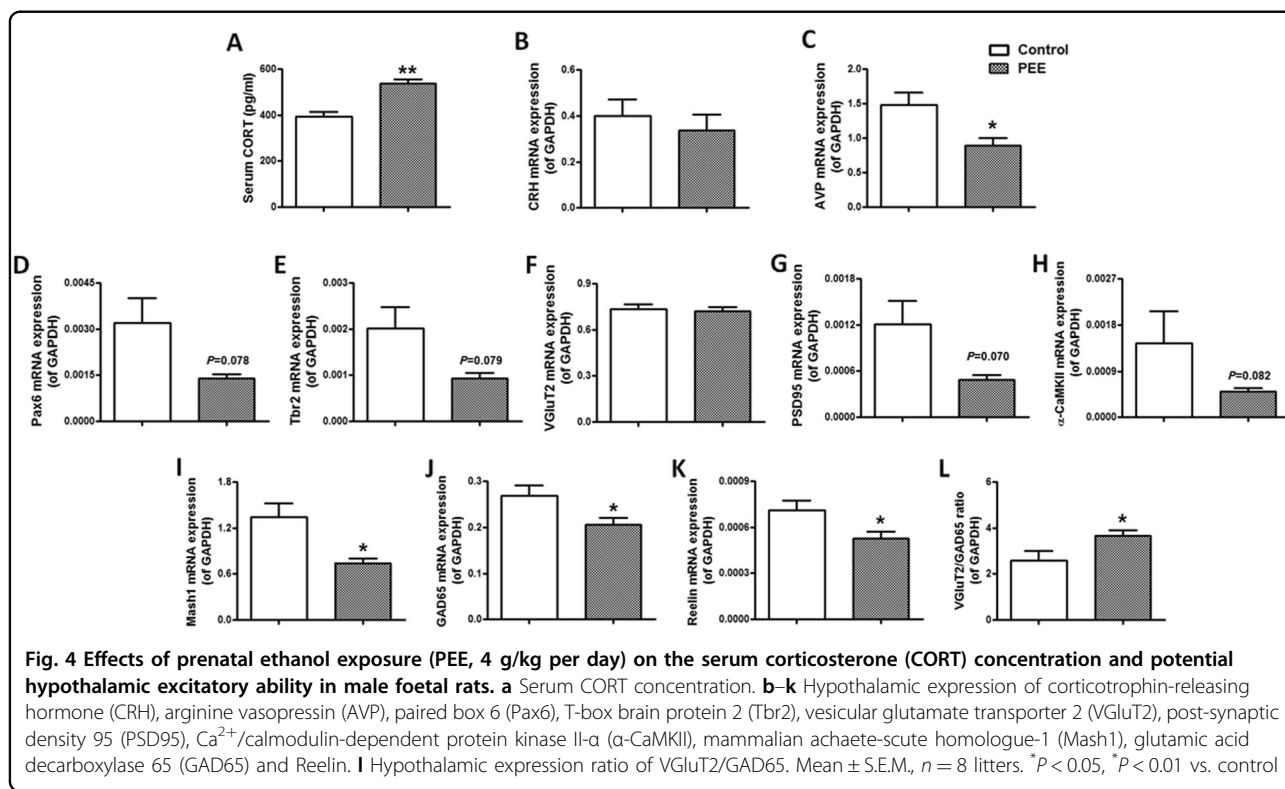 A
Serum CORT (pg/ml)
600
400
200
0
**
B
CRH mRNA expression
(of GAPDH)
0.6
0.4
0.2
0.0
C
AVP mRNA expression
(of GAPDH)
2.0
1.5
1.0
0.5
0.0
*
Control
PEE
D
Pax6 mRNA expression
(of GAPDH)
0.0045
0.0030
0.0015
0.0000
P=0.078
E
Tbr2 mRNA expression
(of GAPDH)
0.003
0.002
0.001
0.000
P=0.079
F
VGluT2 mRNA expression
(of GAPDH)
0.9
0.6
0.3
0.0
G
PSD95 mRNA expression
(of GAPDH)
0.0018
0.0012
0.0006
0.0000
P=0.070
H
α-CaMKII mRNA expression
(of GAPDH)
0.0027
0.0018
0.0009
0.0000
P=0.082
I
Mash1 mRNA expression
(of GAPDH)
1.8
1.2
0.6
0.0
*
J
GAD65 mRNA expression
(of GAPDH)
0.3
0.2
0.1
0.0
*
K
Reelin mRNA expression
(of GAPDH)
0.0009
0.0006
0.0003
0.0000
*
L
VGluT2/GAD65 ratio
(of GAPDH)
6
4
2
0
*
Fig. 4 Effects of prenatal ethanol exposure (PEE, 4 g/kg per day) on the serum corticosterone (CORT) concentration and potential
hypothalamic excitatory ability in male foetal rats. a Serum CORT concentration. b–k Hypothalamic expression of corticotrophin-releasing
hormone (CRH), arginine vasopressin (AVP), paired box 6 (Pax6), T-box brain protein 2 (Tbr2), vesicular glutamate transporter 2 (VGluT2), post-synaptic
density 95 (PSD95), Ca2+/calmodulin-dependent protein kinase II-α (α-CaMKII), mammalian achaete-scute homologue-1 (Mash1), glutamic acid
decarboxylase 65 (GAD65) and Reelin. l Hypothalamic expression ratio of VGluT2/GAD65. Mean ± S.E.M., n = 8 litters. *P < 0.05, *P < 0.01 vs. control